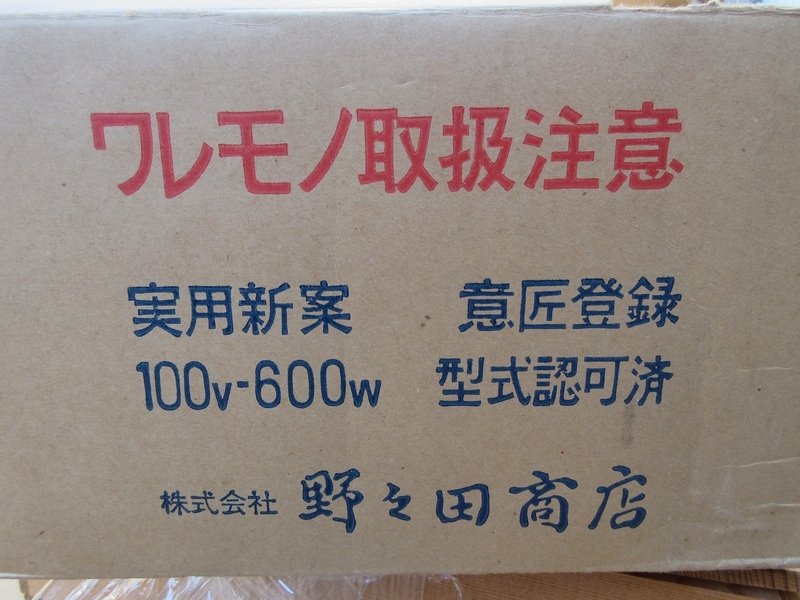 ワレモノ取扱注意
実用新案 意匠登録
100v-600w 型式認可済
株式会社 野々田商店